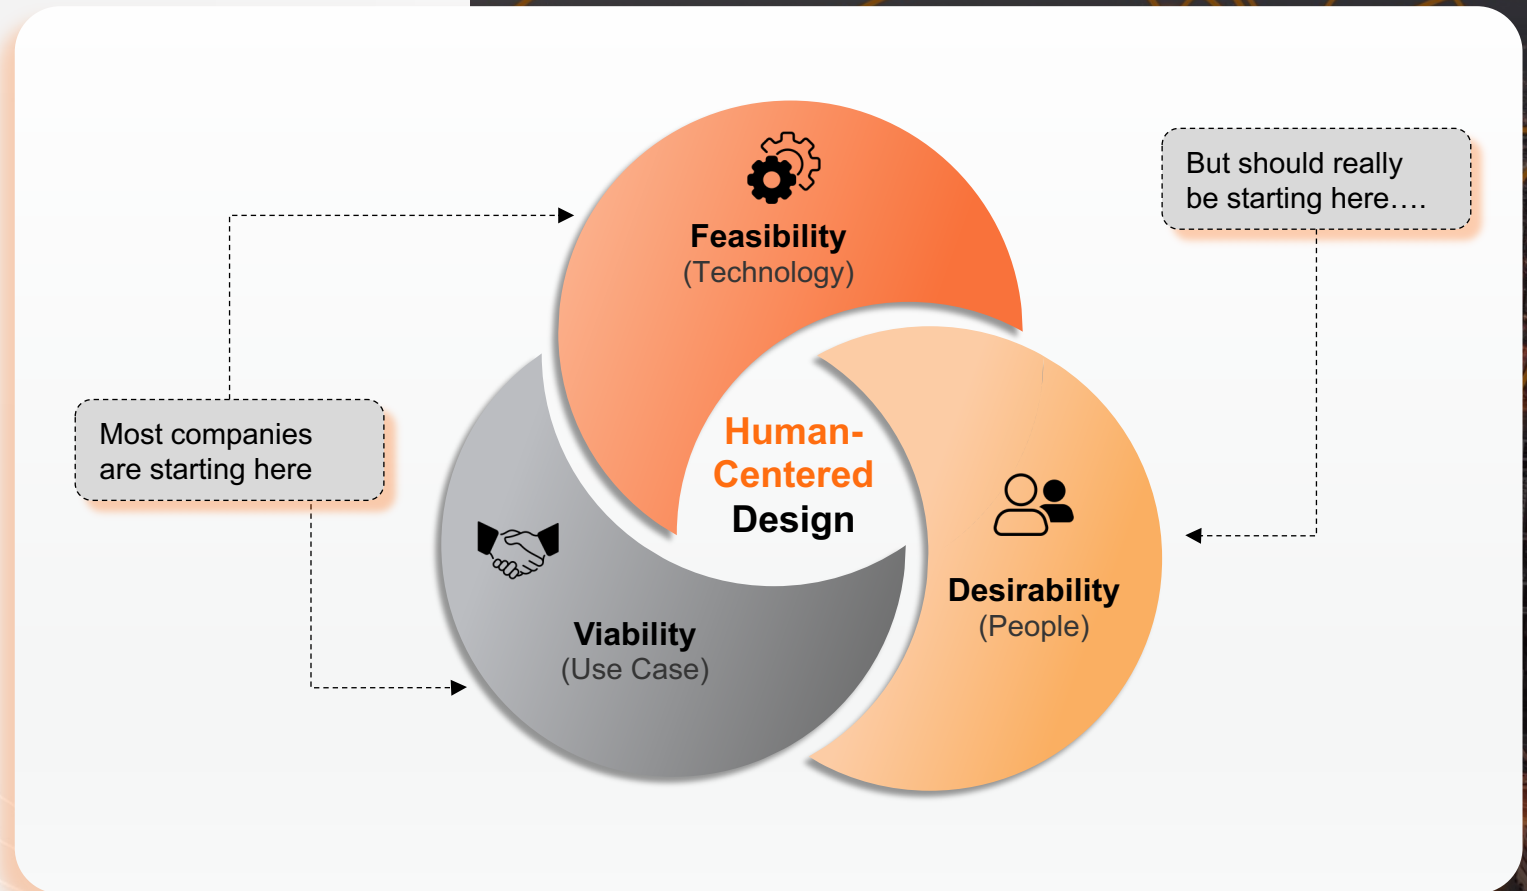 Feasibility
(Technology)
But should really
be starting here….
Most companies
are starting here
Human-
Centered
Design
Desirability
(People)
Viability
(Use Case)